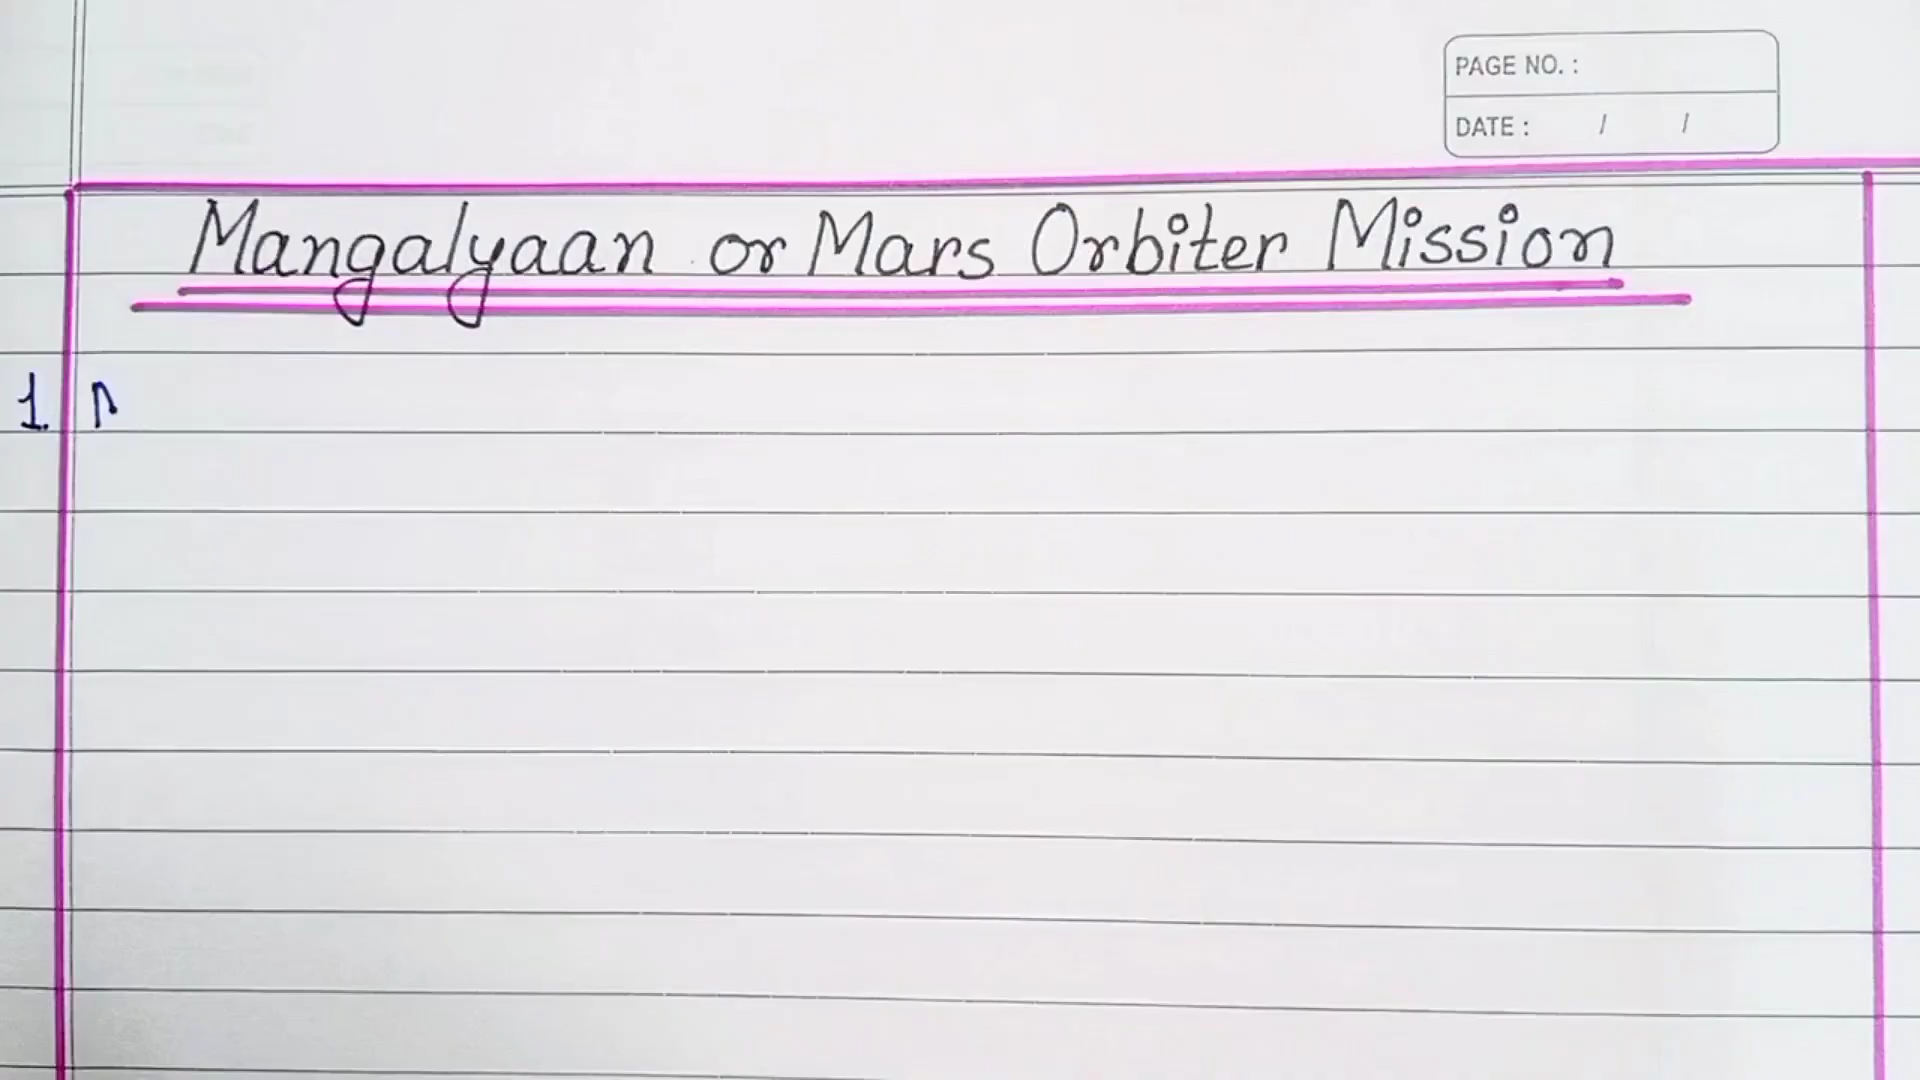 PAGE NO. :
DATE : / /
Mangalyaan or Mars Orbiter Mission
1.